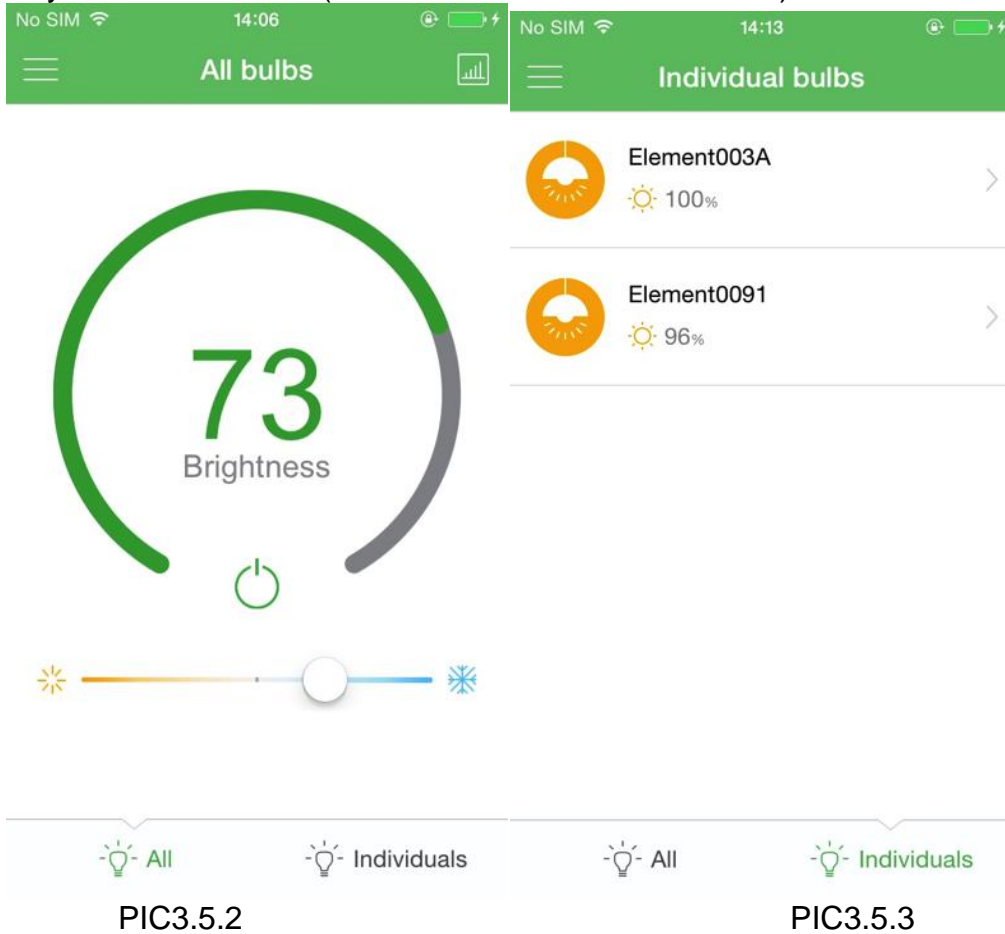 No SIM 14:06
All bulbs
73
Brightness
All Individuals
PIC3.5.2
No SIM 14:13
Individual bulbs
Element003A
100%
Element0091
96%
All Individuals
PIC3.5.3